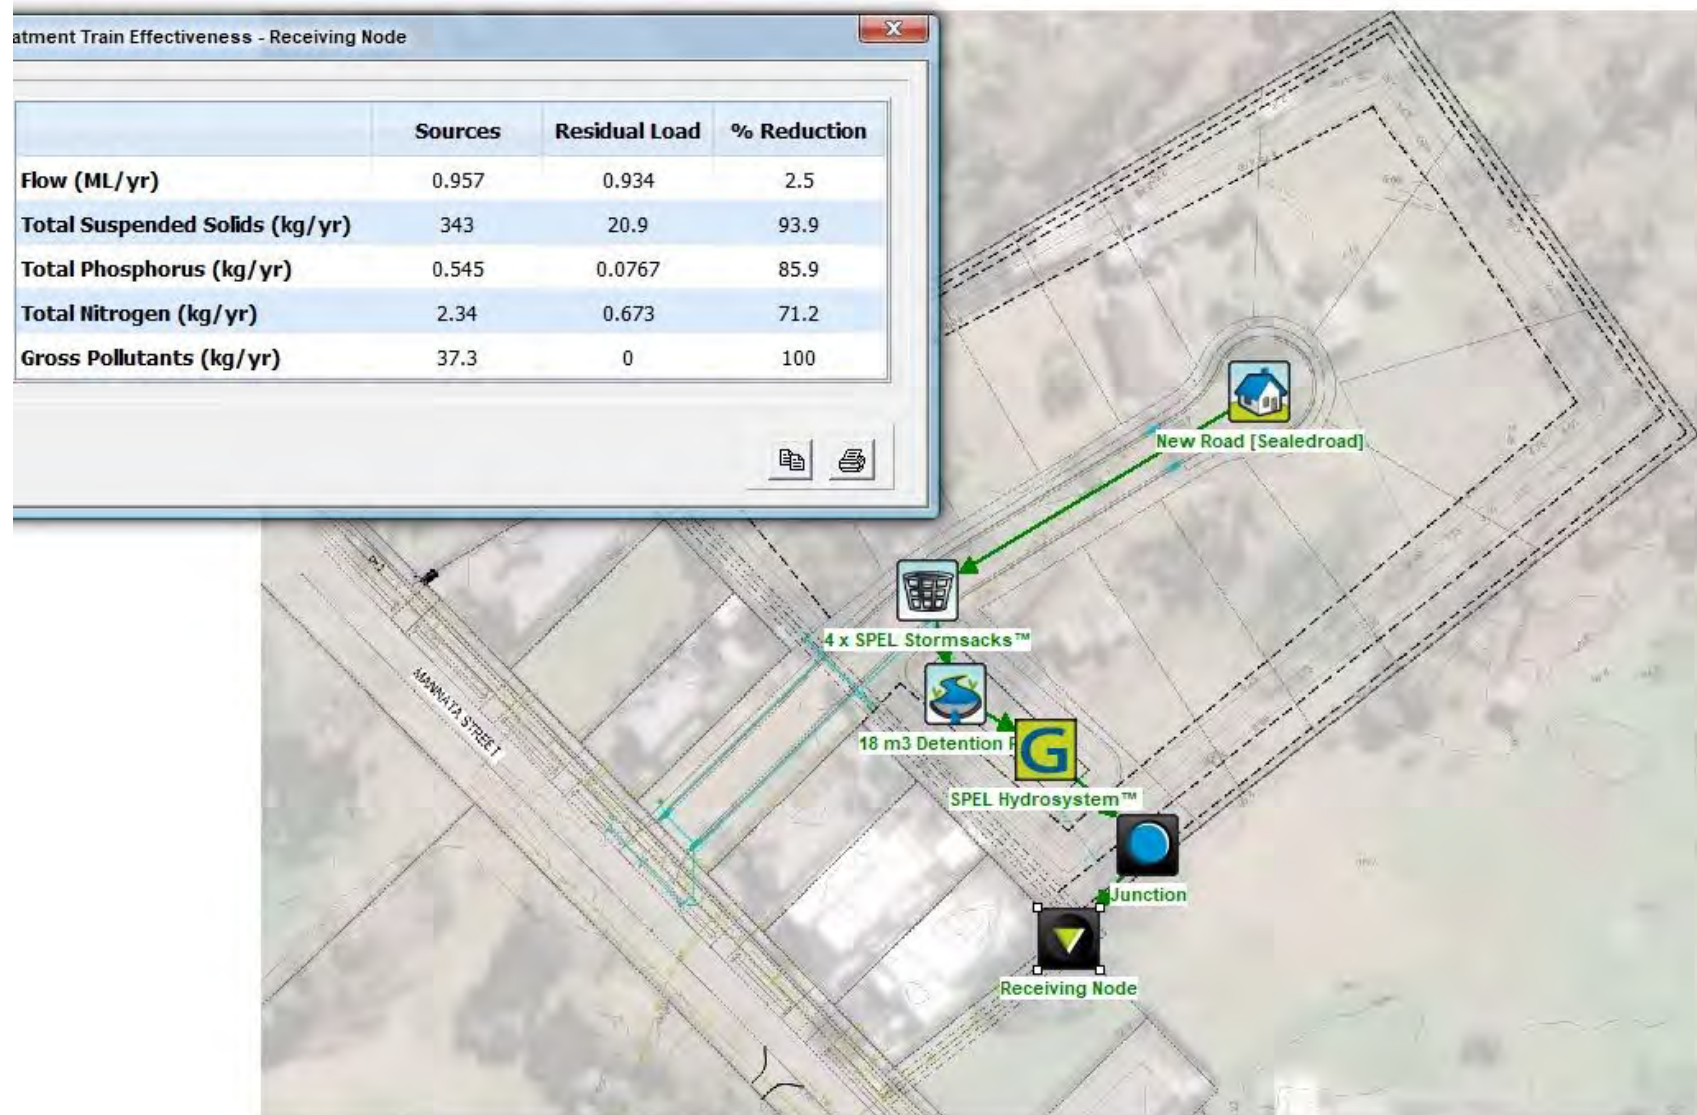 atment Train Effectiveness - Receiving Node
Sources Residual Load % Reduction
Flow (ML/yr) 0.957 0.934 2.5
Total Suspended Solids (kg/yr) 343 20.9 93.9
Total Phosphorus (kg/yr) 0.545 0.0767 85.9
Total Nitrogen (kg/yr) 2.34 0.673 71.2
Gross Pollutants (kg/yr) 37.3 0 100
New Road [Sealedroad]
4 x SPEL Stormsacks™
MANNATA STREET
18 m3 Detention
G
SPEL Hydrosystem™
Junction
Receiving Node